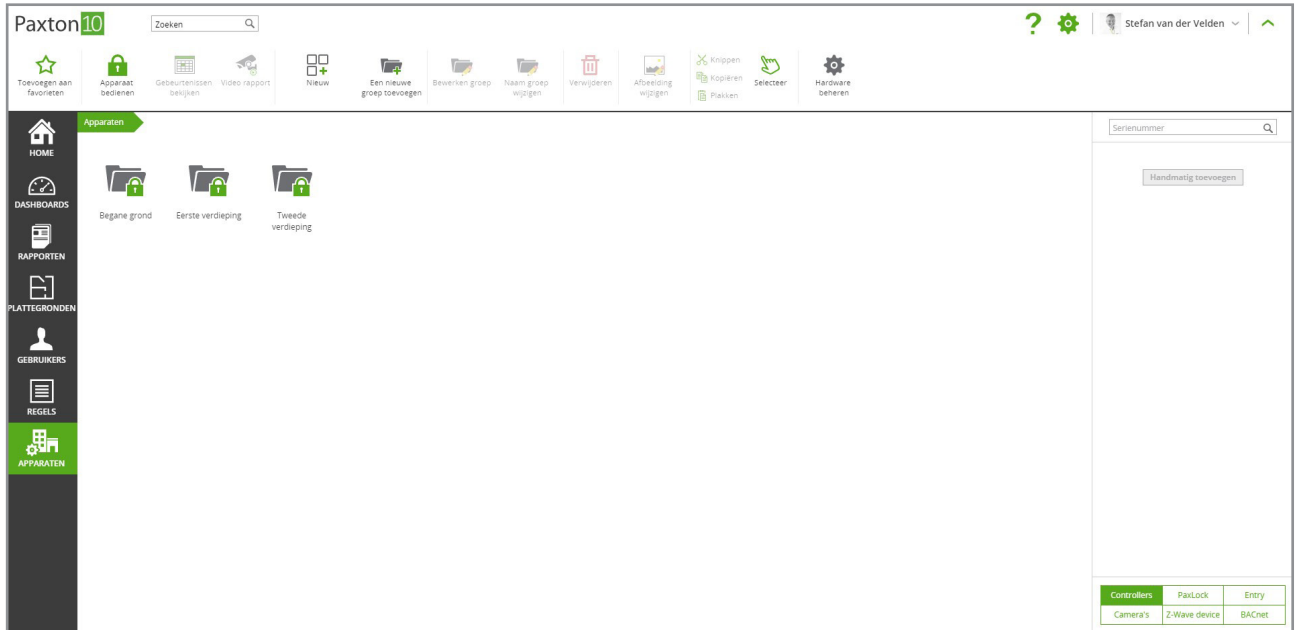 Paxton10
Zoeken
Stefan van der Velden
Toevoegen aan
favorieten
Apparaat
bedienen
Gebeurtenissen
bekijken
Video rapport
Nieuw
Een nieuwe
groep toevoegen
Bewerken groep
Naam groep
wijzigen
Verwijderen
Afbeelding
wijzigen
Knippen
Kopiëren
Plakken
Selecteer
Hardware
beheren
HOME
DASHBOARDS
RAPPORTEN
PLATTEGRONDEN
GEBRUIKERS
REGELS
APPARATEN
Apparaten
Begane grond
Eerste verdieping
Tweede
verdieping
Serienummer
Handmatig toevoegen
Controllers PaxLock Entry
Camera's Z-Wave device BACnet